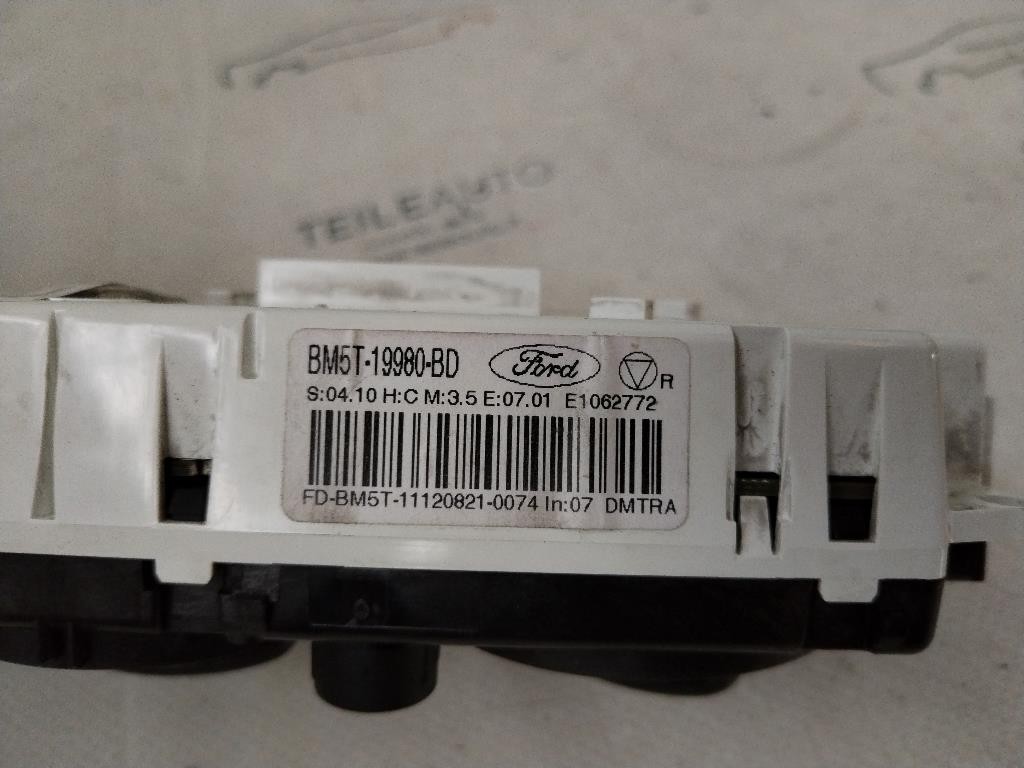 TEILEAUTO
BM5T-19980-BD Ford R
S:04.10 H:C M:3.5 E:07.01 E1062772
FD-BM5T-11120821-0074 In:07 DMTRA